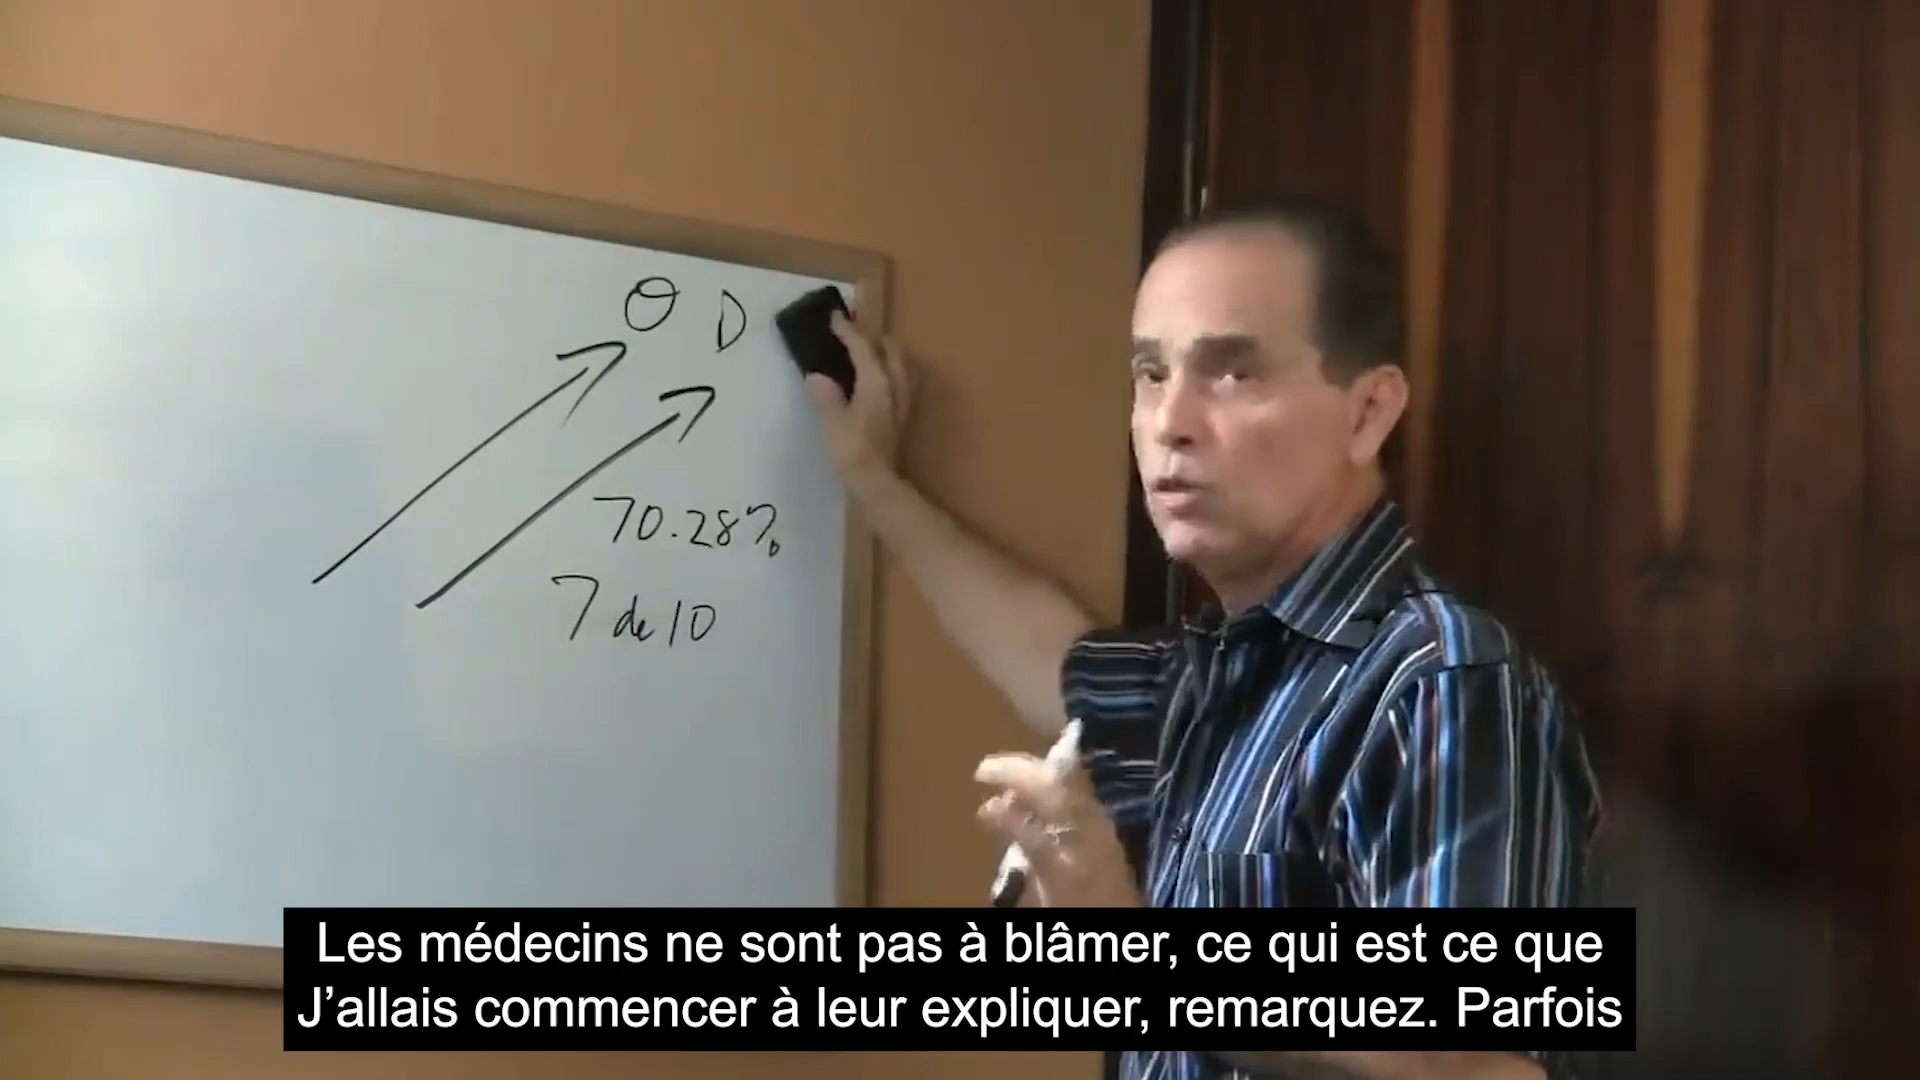 O D
70.28%
7 de 10
Les médecins ne sont pas à blâmer, ce qui est ce que
J’allais commencer à leur expliquer, remarquez. Parfois